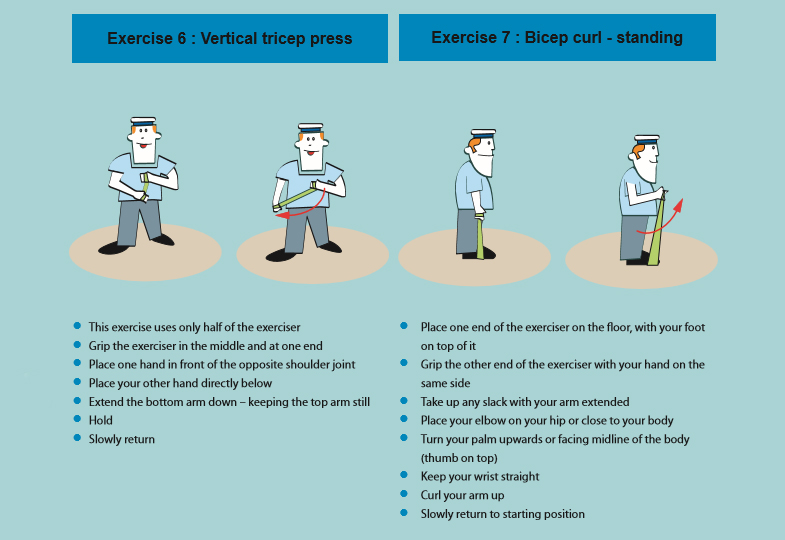 Exercise 6 : Vertical tricep press
This exercise uses only half of the exerciser
Grip the exerciser in the middle and at one end
Place one hand in front of the opposite shoulder joint
Place your other hand directly below
Extend the bottom arm down – keeping the top arm still
Hold
Slowly return
Exercise 7 : Bicep curl - standing
Place one end of the exerciser on the floor, with your foot
on top of it
Grip the other end of the exerciser with your hand on the
same side
Take up any slack with your arm extended
Place your elbow on your hip or close to your body
Turn your palm upwards or facing midline of the body
(thumb on top)
Keep your wrist straight
Curl your arm up
Slowly return to starting position